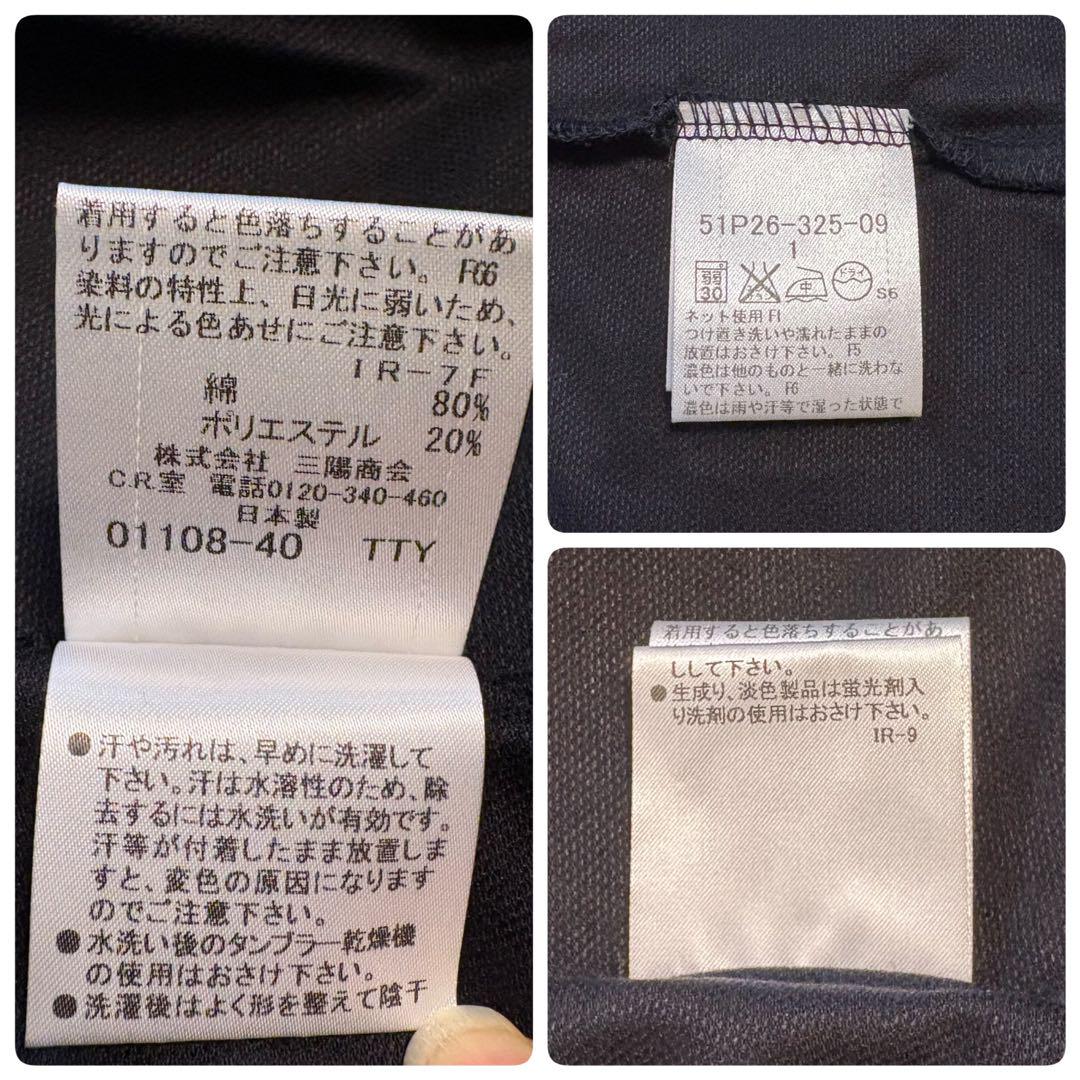 着用すると色落ちすることがあ
りますのでご注意下さい。 F66
染料の特性上、日光に弱いため、
光による色あせにご注意下さい。
IR-7F
綿 80%
ポリエステル 20%
株式会社 三陽商会
C.R.室 電話0120-340-460
日本製
01108-40 TTY
●汗や汚れは、早めに洗濯して
下さい。汗は水溶性のため、除
去するには水洗いが有効です。
汗等が付着したまま放置しま
すと、変色の原因になります
のでご注意下さい。
●水洗い後のタンブラー乾燥機
の使用はおさけ下さい。
●洗濯後はよく形を整えて陰干
51P26-325-09
1
弱 30 中 ドライ S6
ネット使用 F1
つけ置き洗いや濡れたままの
放置はおさけ下さい。 F5
濃色は他のものと一緒に洗わな
いで下さい。 F6
濃色は雨や汗等で湿った状態で
着用すると色落ちすることがあ
ししして下さい。
●生成り、淡色製品は蛍光剤入
り洗剤の使用はおさけ下さい。
IR-9